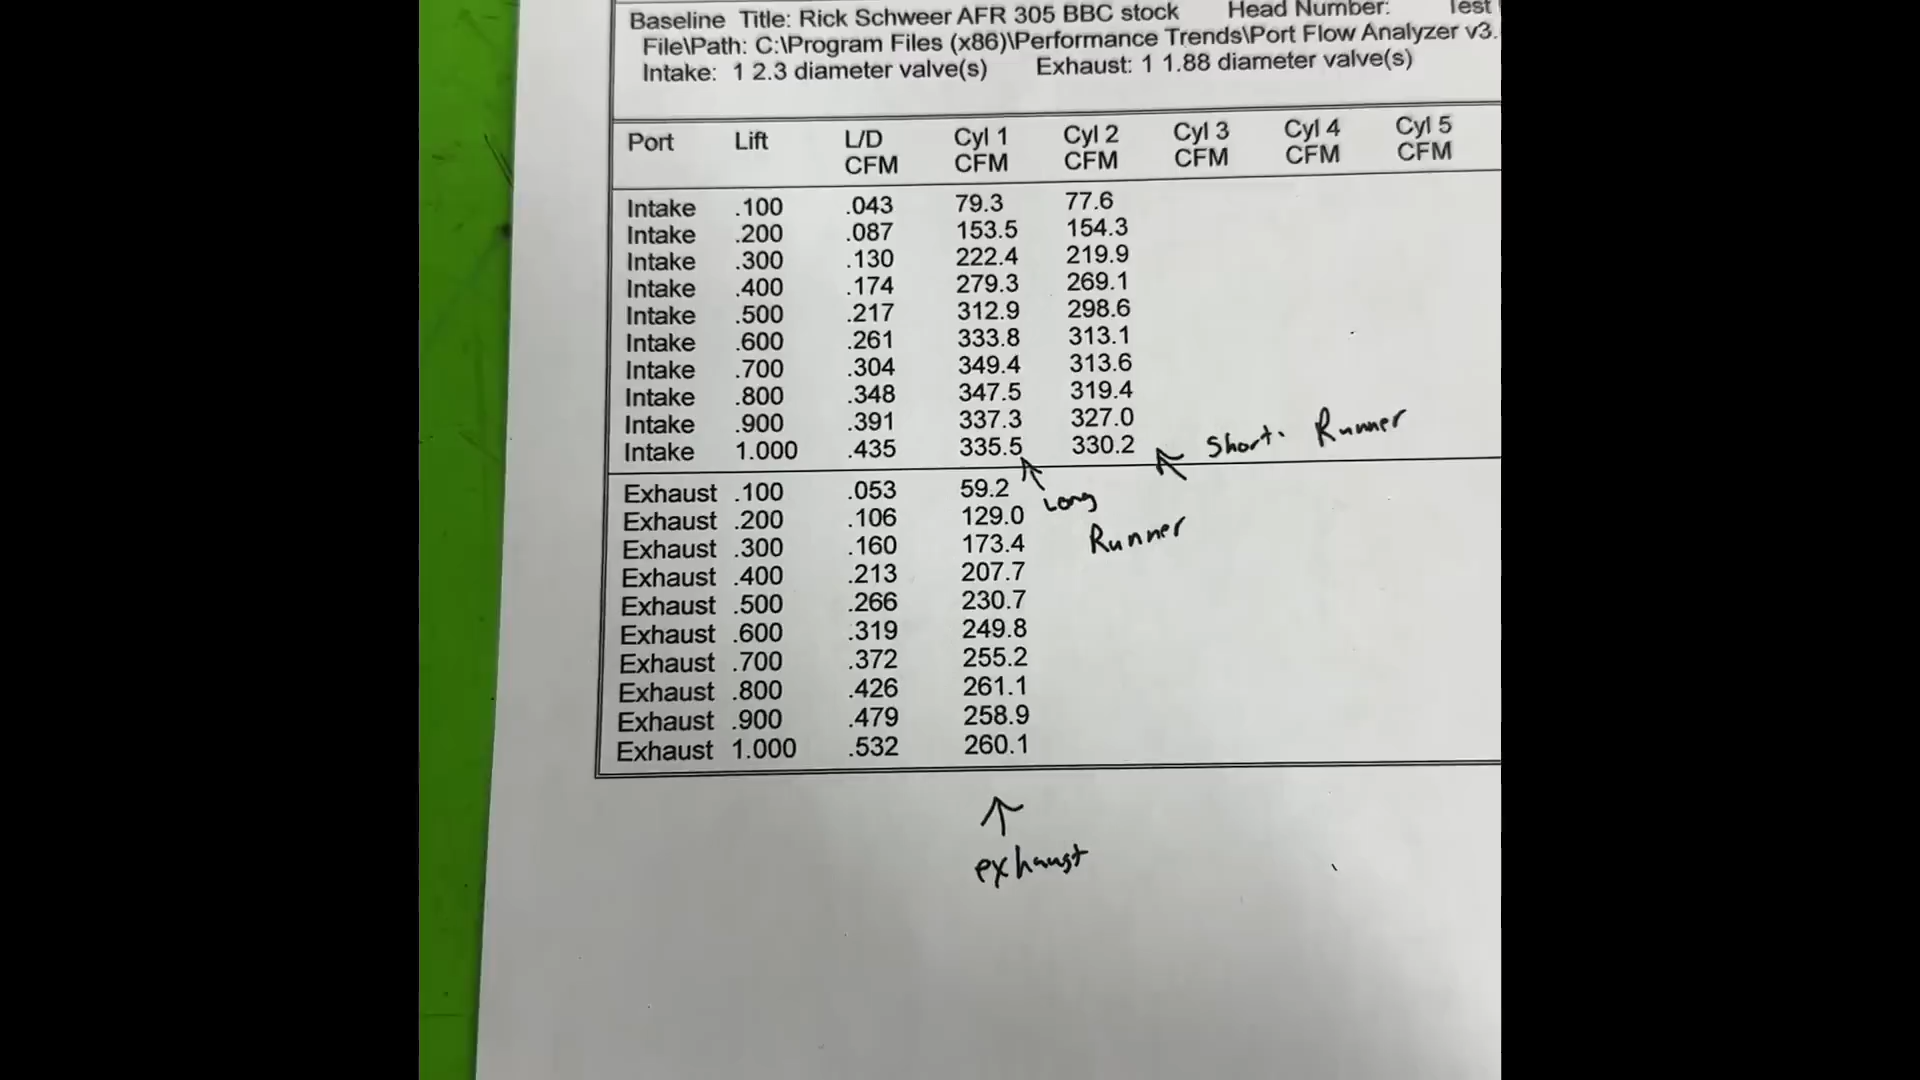 Baseline Title: Rick Schweer AFR 305 BBC stock Head Number: Test
File\Path: C:\Program Files (x86)\Performance Trends\Port Flow Analyzer v3.
Intake: 1 2.3 diameter valve(s) Exhaust: 1 1.88 diameter valve(s)
Port Lift L/D CFM Cyl 1 CFM Cyl 2 CFM Cyl 3 CFM Cyl 4 CFM Cyl 5 CFM
Intake .100 .043 79.3 77.6
Intake .200 .087 153.5 154.3
Intake .300 .130 222.4 219.9
Intake .400 .174 279.3 269.1
Intake .500 .217 312.9 298.6
Intake .600 .261 333.8 313.1
Intake .700 .304 349.4 313.6
Intake .800 .348 347.5 319.4
Intake .900 .391 337.3 327.0
Intake 1.000 .435 335.5 330.2
Short. Runner
Exhaust .100 .053 59.2
Long
Runner
Exhaust .200 .106 129.0
Exhaust .300 .160 173.4
Exhaust .400 .213 207.7
Exhaust .500 .266 230.7
Exhaust .600 .319 249.8
Exhaust .700 .372 255.2
Exhaust .800 .426 261.1
Exhaust .900 .479 258.9
Exhaust 1.000 .532 260.1
exhaust